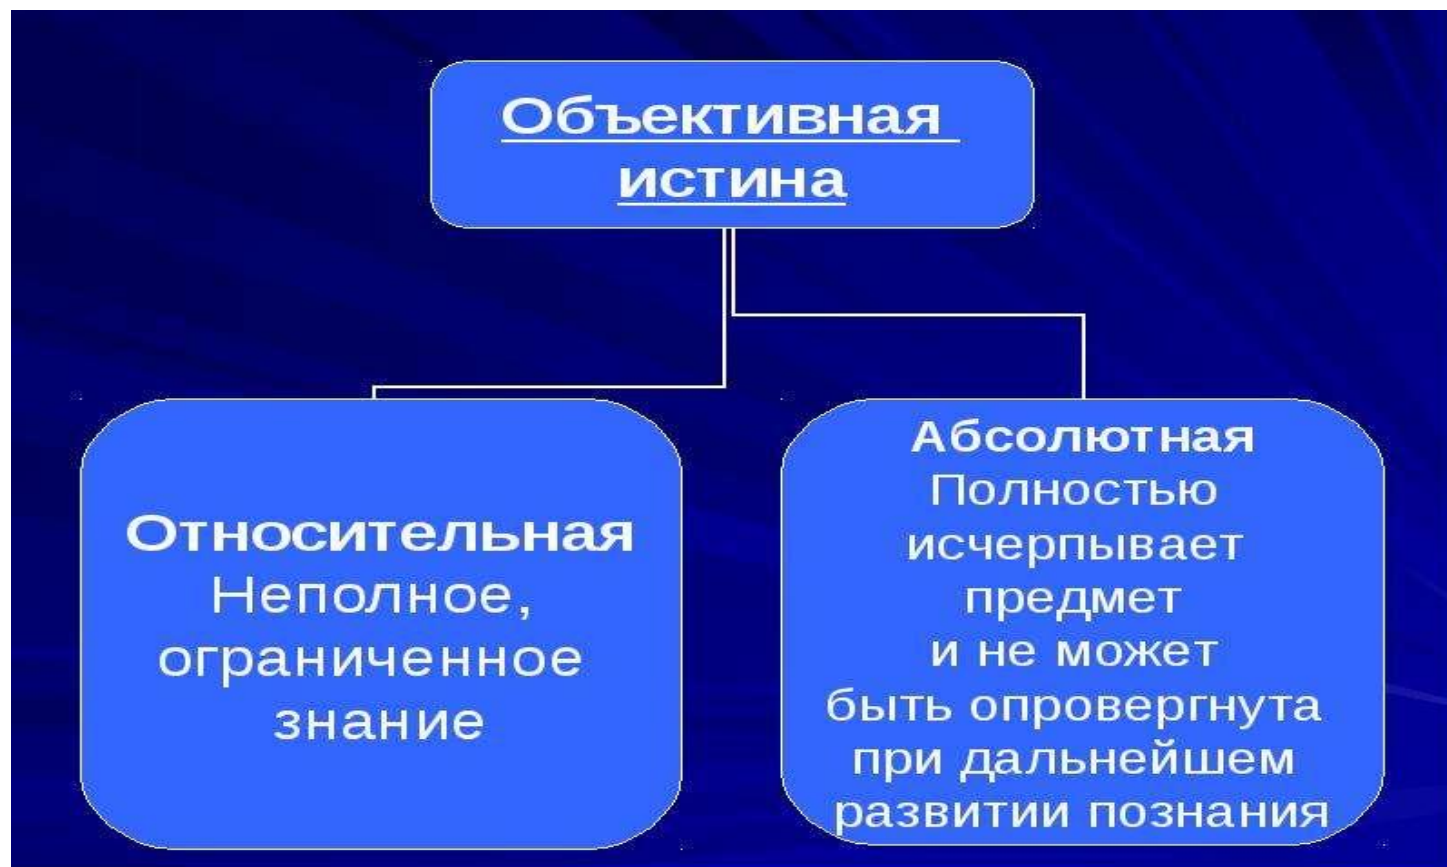 Объективная
истина
Относительная
Неполное,
ограниченное
знание
Абсолютная
Полностью
исчерпывает
предмет
и не может
быть опровергнута
при дальнейшем
развитии познания